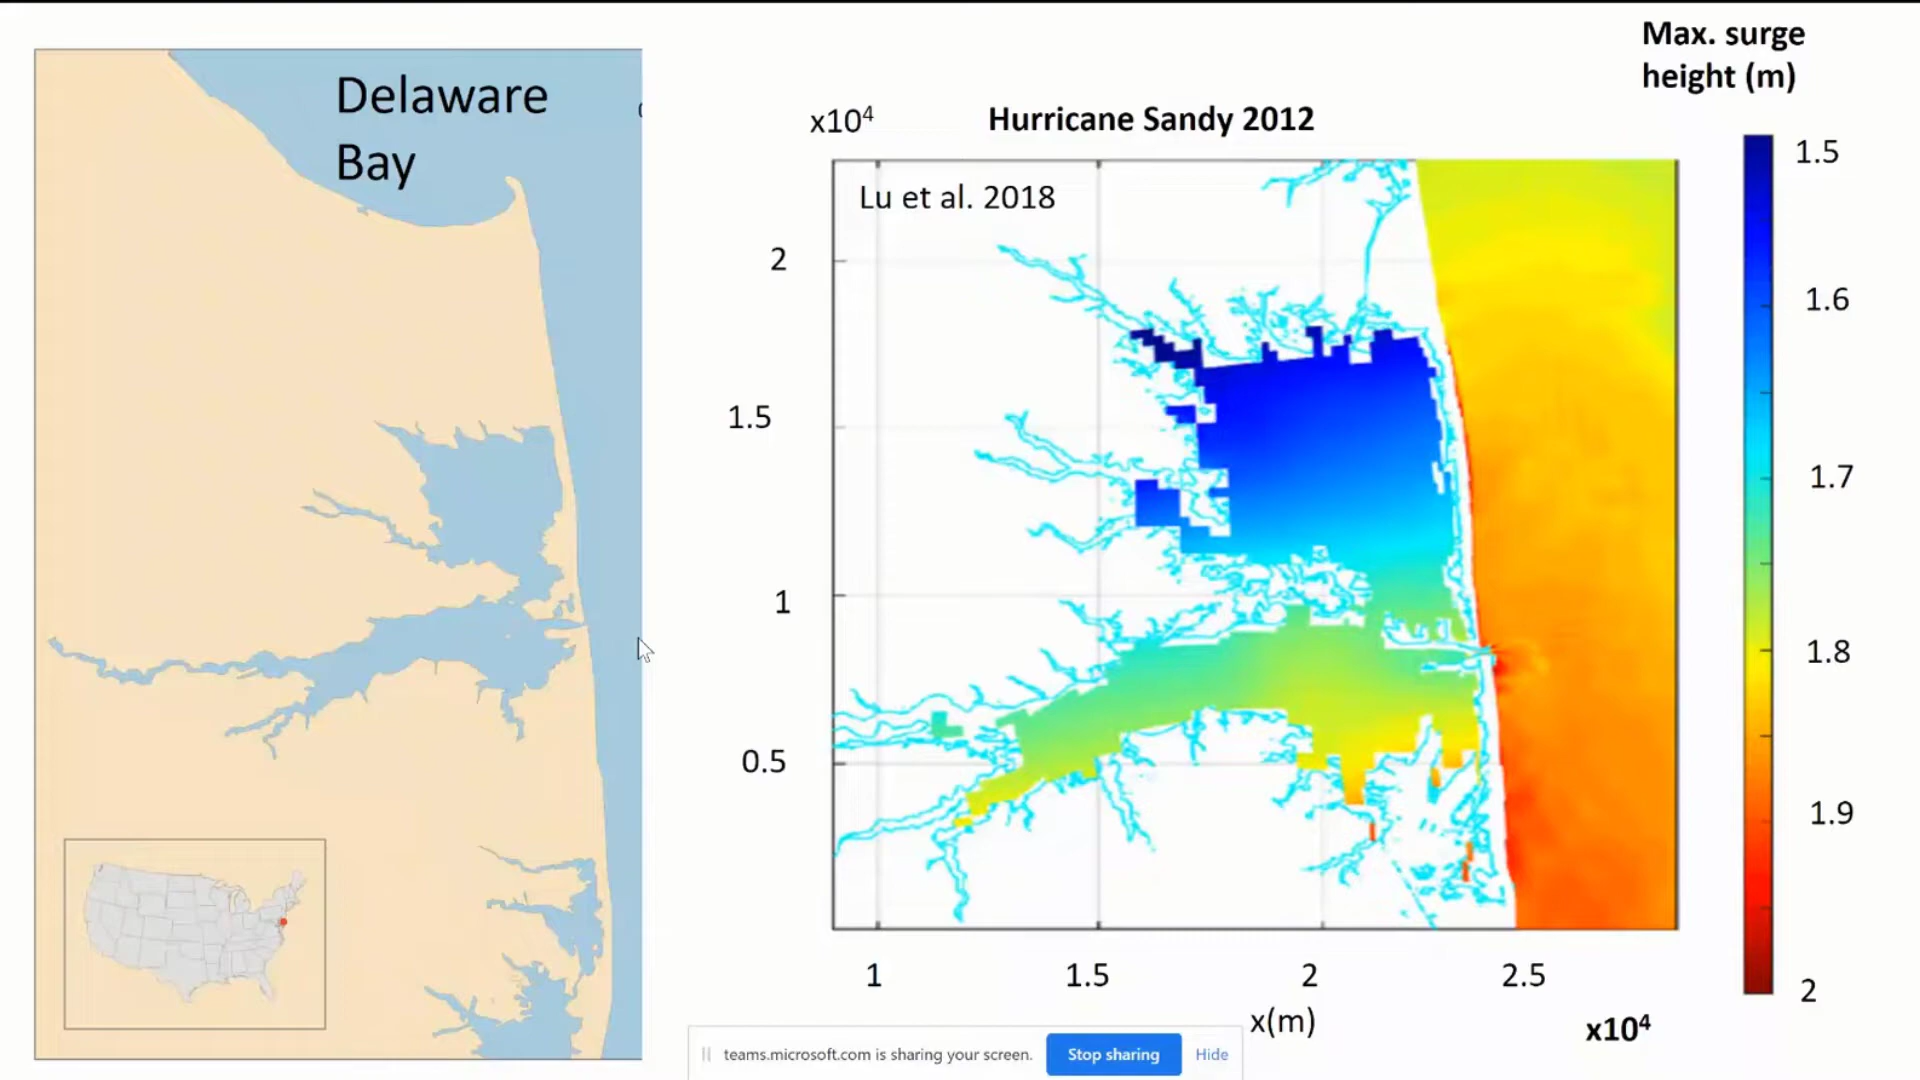 Delaware
Bay
Max. surge
height (m)
x10⁴
Hurricane Sandy 2012
Lu et al. 2018
2
1.5
1
0.5
1
1.5
2
2.5
x(m)
x10⁴
1.5
1.6
1.7
1.8
1.9
2
teams.microsoft.com is sharing your screen.
Stop sharing
Hide